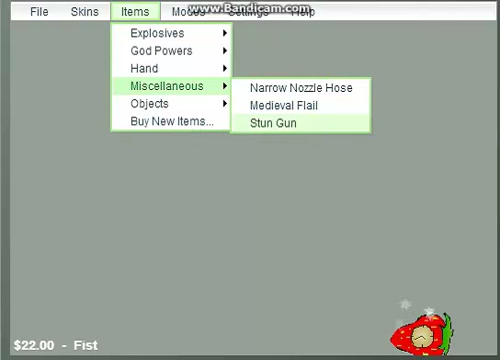 File Skins Items Modes Settings Help
www.Bandicam.com
Explosives
God Powers
Hand
Miscellaneous
Objects
Buy New Items...
Narrow Nozzle Hose
Medieval Flail
Stun Gun
$22.00 - Fist